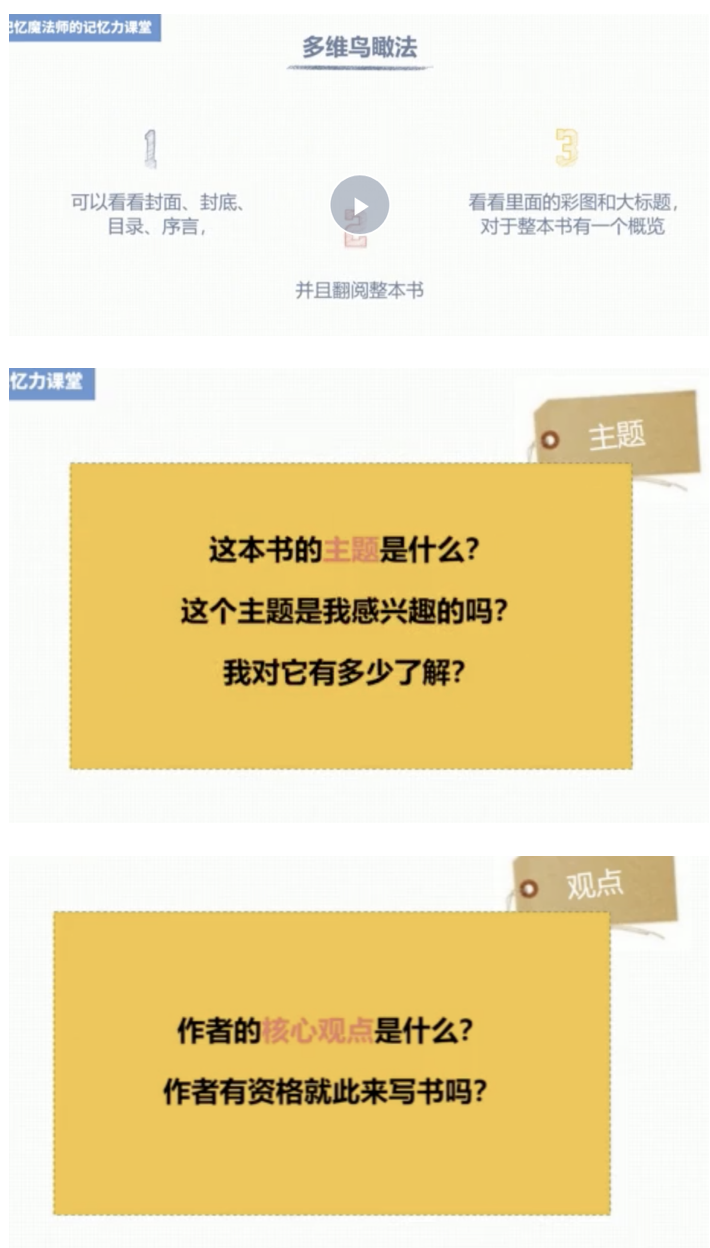 记忆魔法师的记忆力课堂
多维鸟瞰法
1
可以看看封面、封底、
目录、序言，
2
并且翻阅整本书
3
看看里面的彩图和大标题，
对于整本书有一个概览
忆力课堂
主题
这本书的主题是什么？
这个主题是我感兴趣的吗？
我对它有多少了解？
观点
作者的核心观点是什么？
作者有资格就此来写书吗？